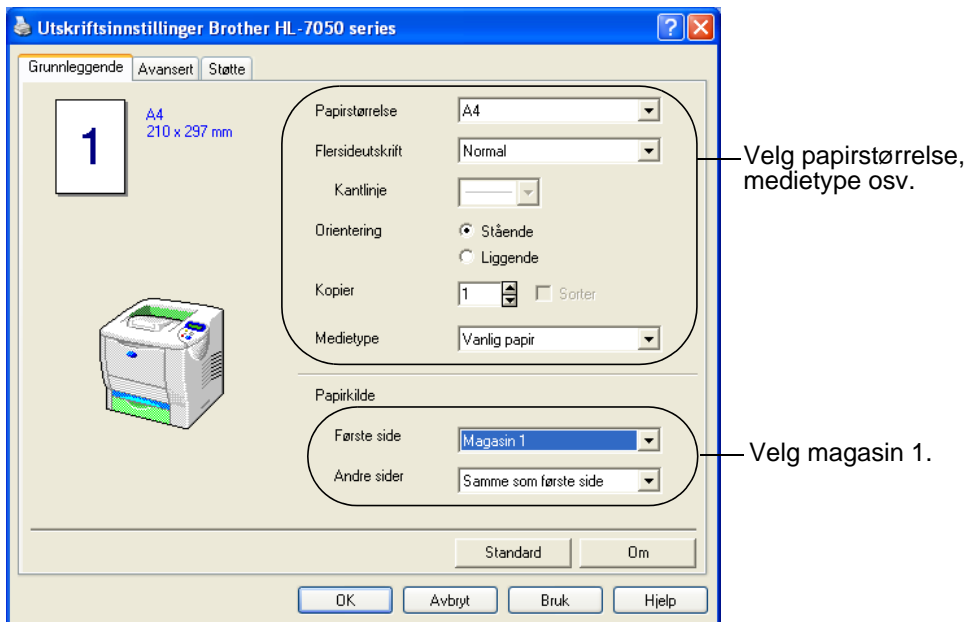 Utskriftsinnstillinger Brother HL-7050 series
Grunnleggende Avansert Støtte
1
A4
210 x 297 mm
Papirstørrelse A4
Flersideutskrift Normal
Kantlinje
Orientering Stående
Liggende
Kopier 1 Sorter
Medietype Vanlig papir
Velg papirstørrelse,
medietype osv.
Papirkilde
Første side Magasin 1
Andre sider Samme som første side
Velg magasin 1.
Standard Om
OK Avbryt Bruk Hjelp